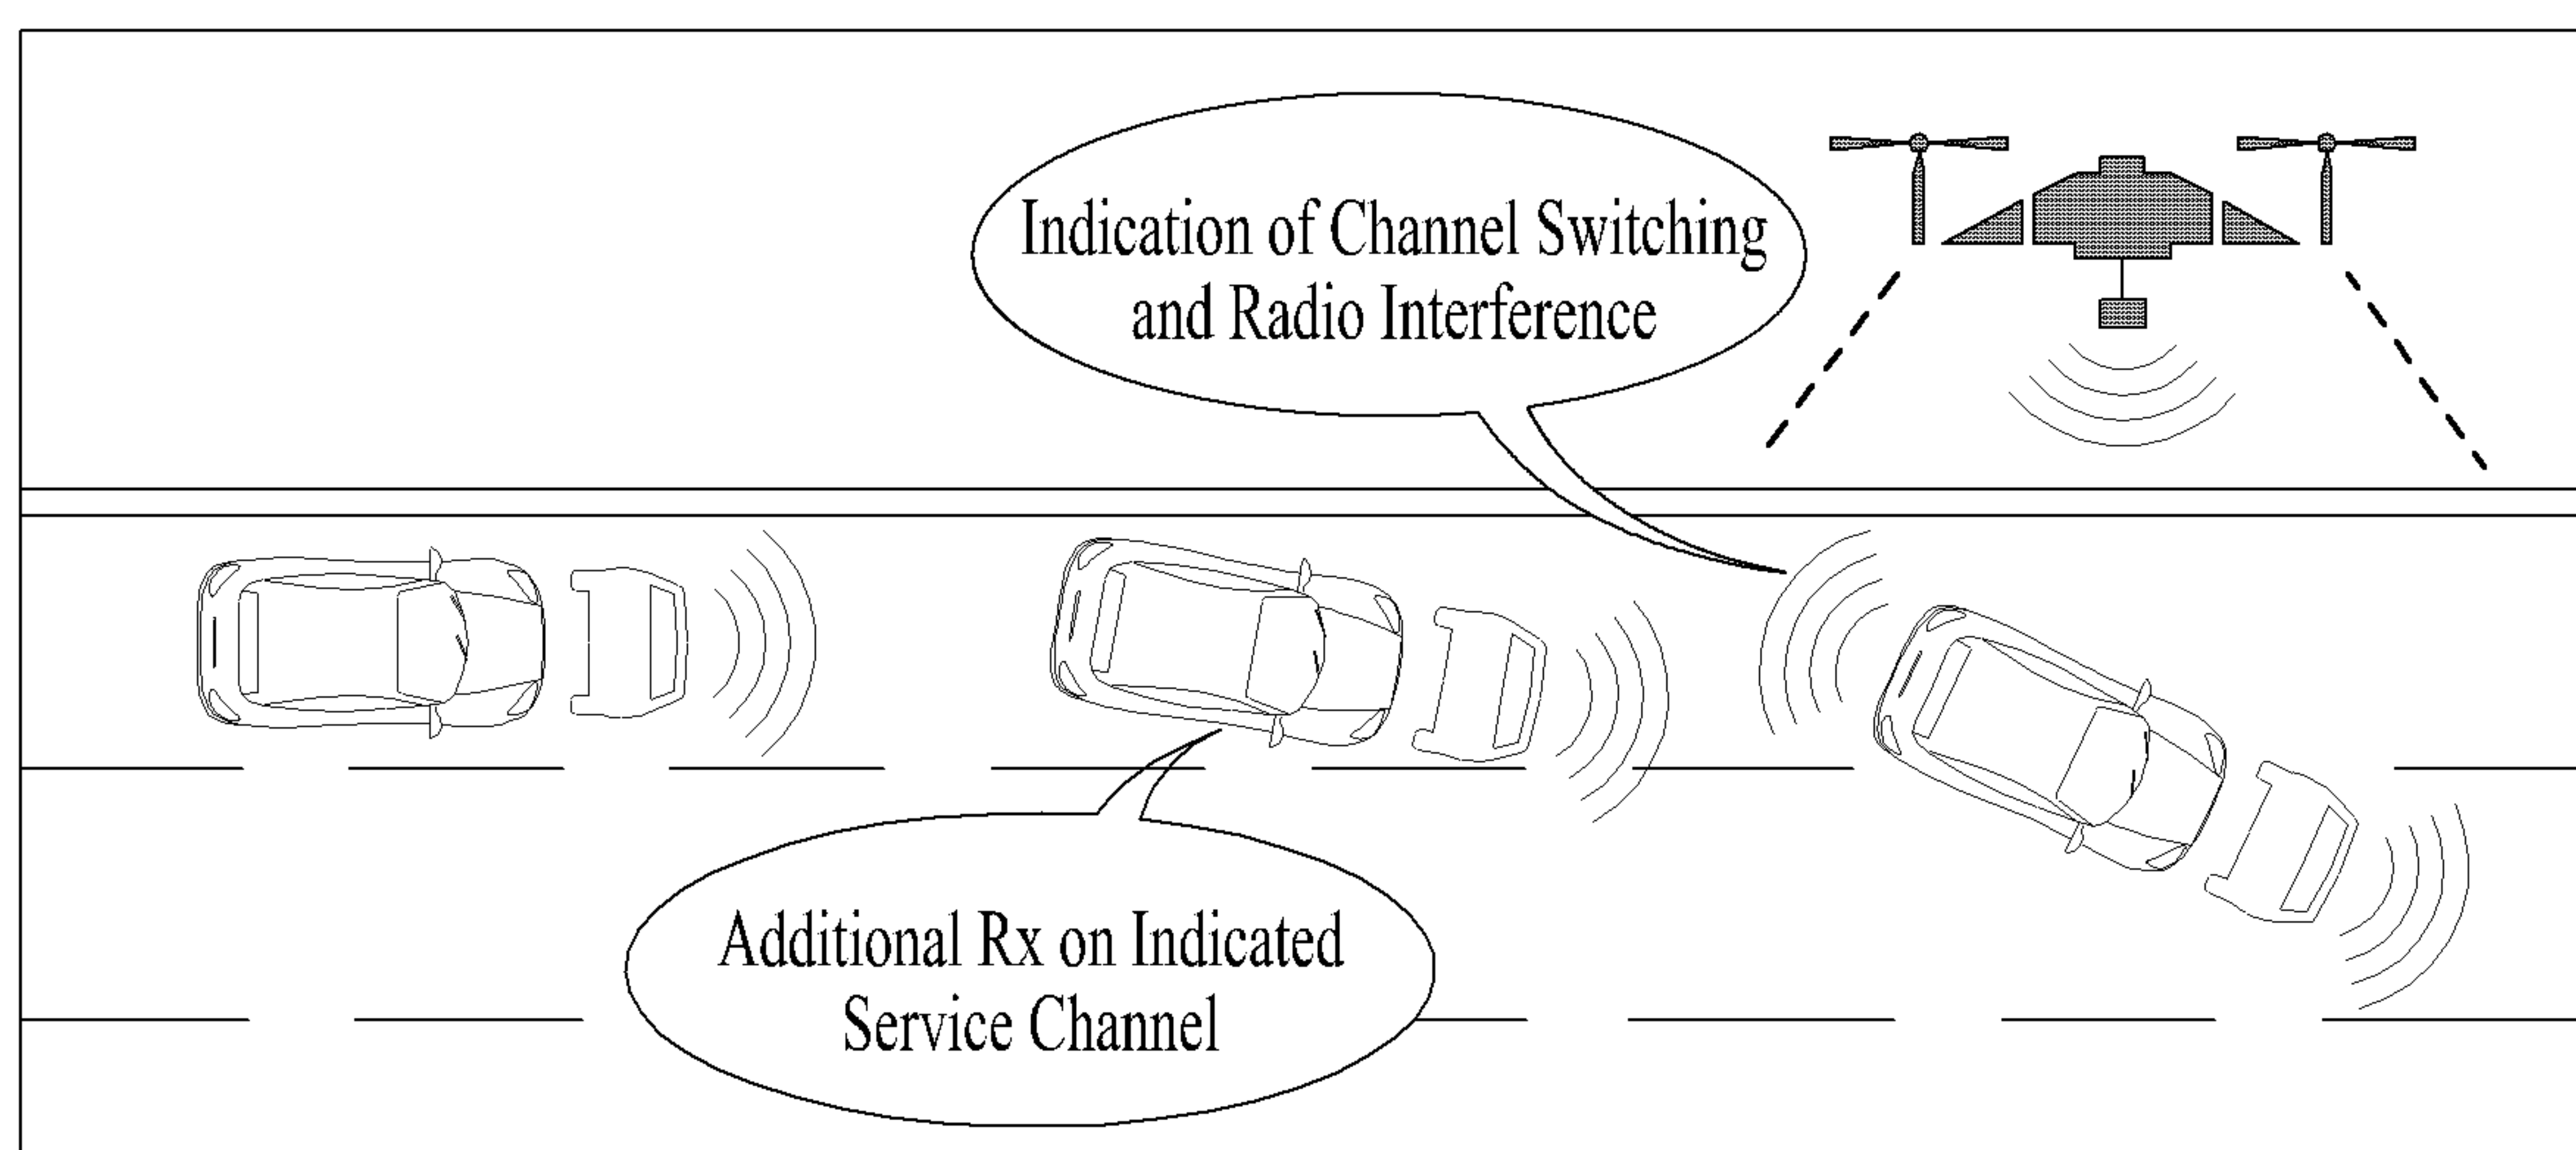 Indication of Channel Switching
and Radio Interference
Additional Rx on Indicated
Service Channel